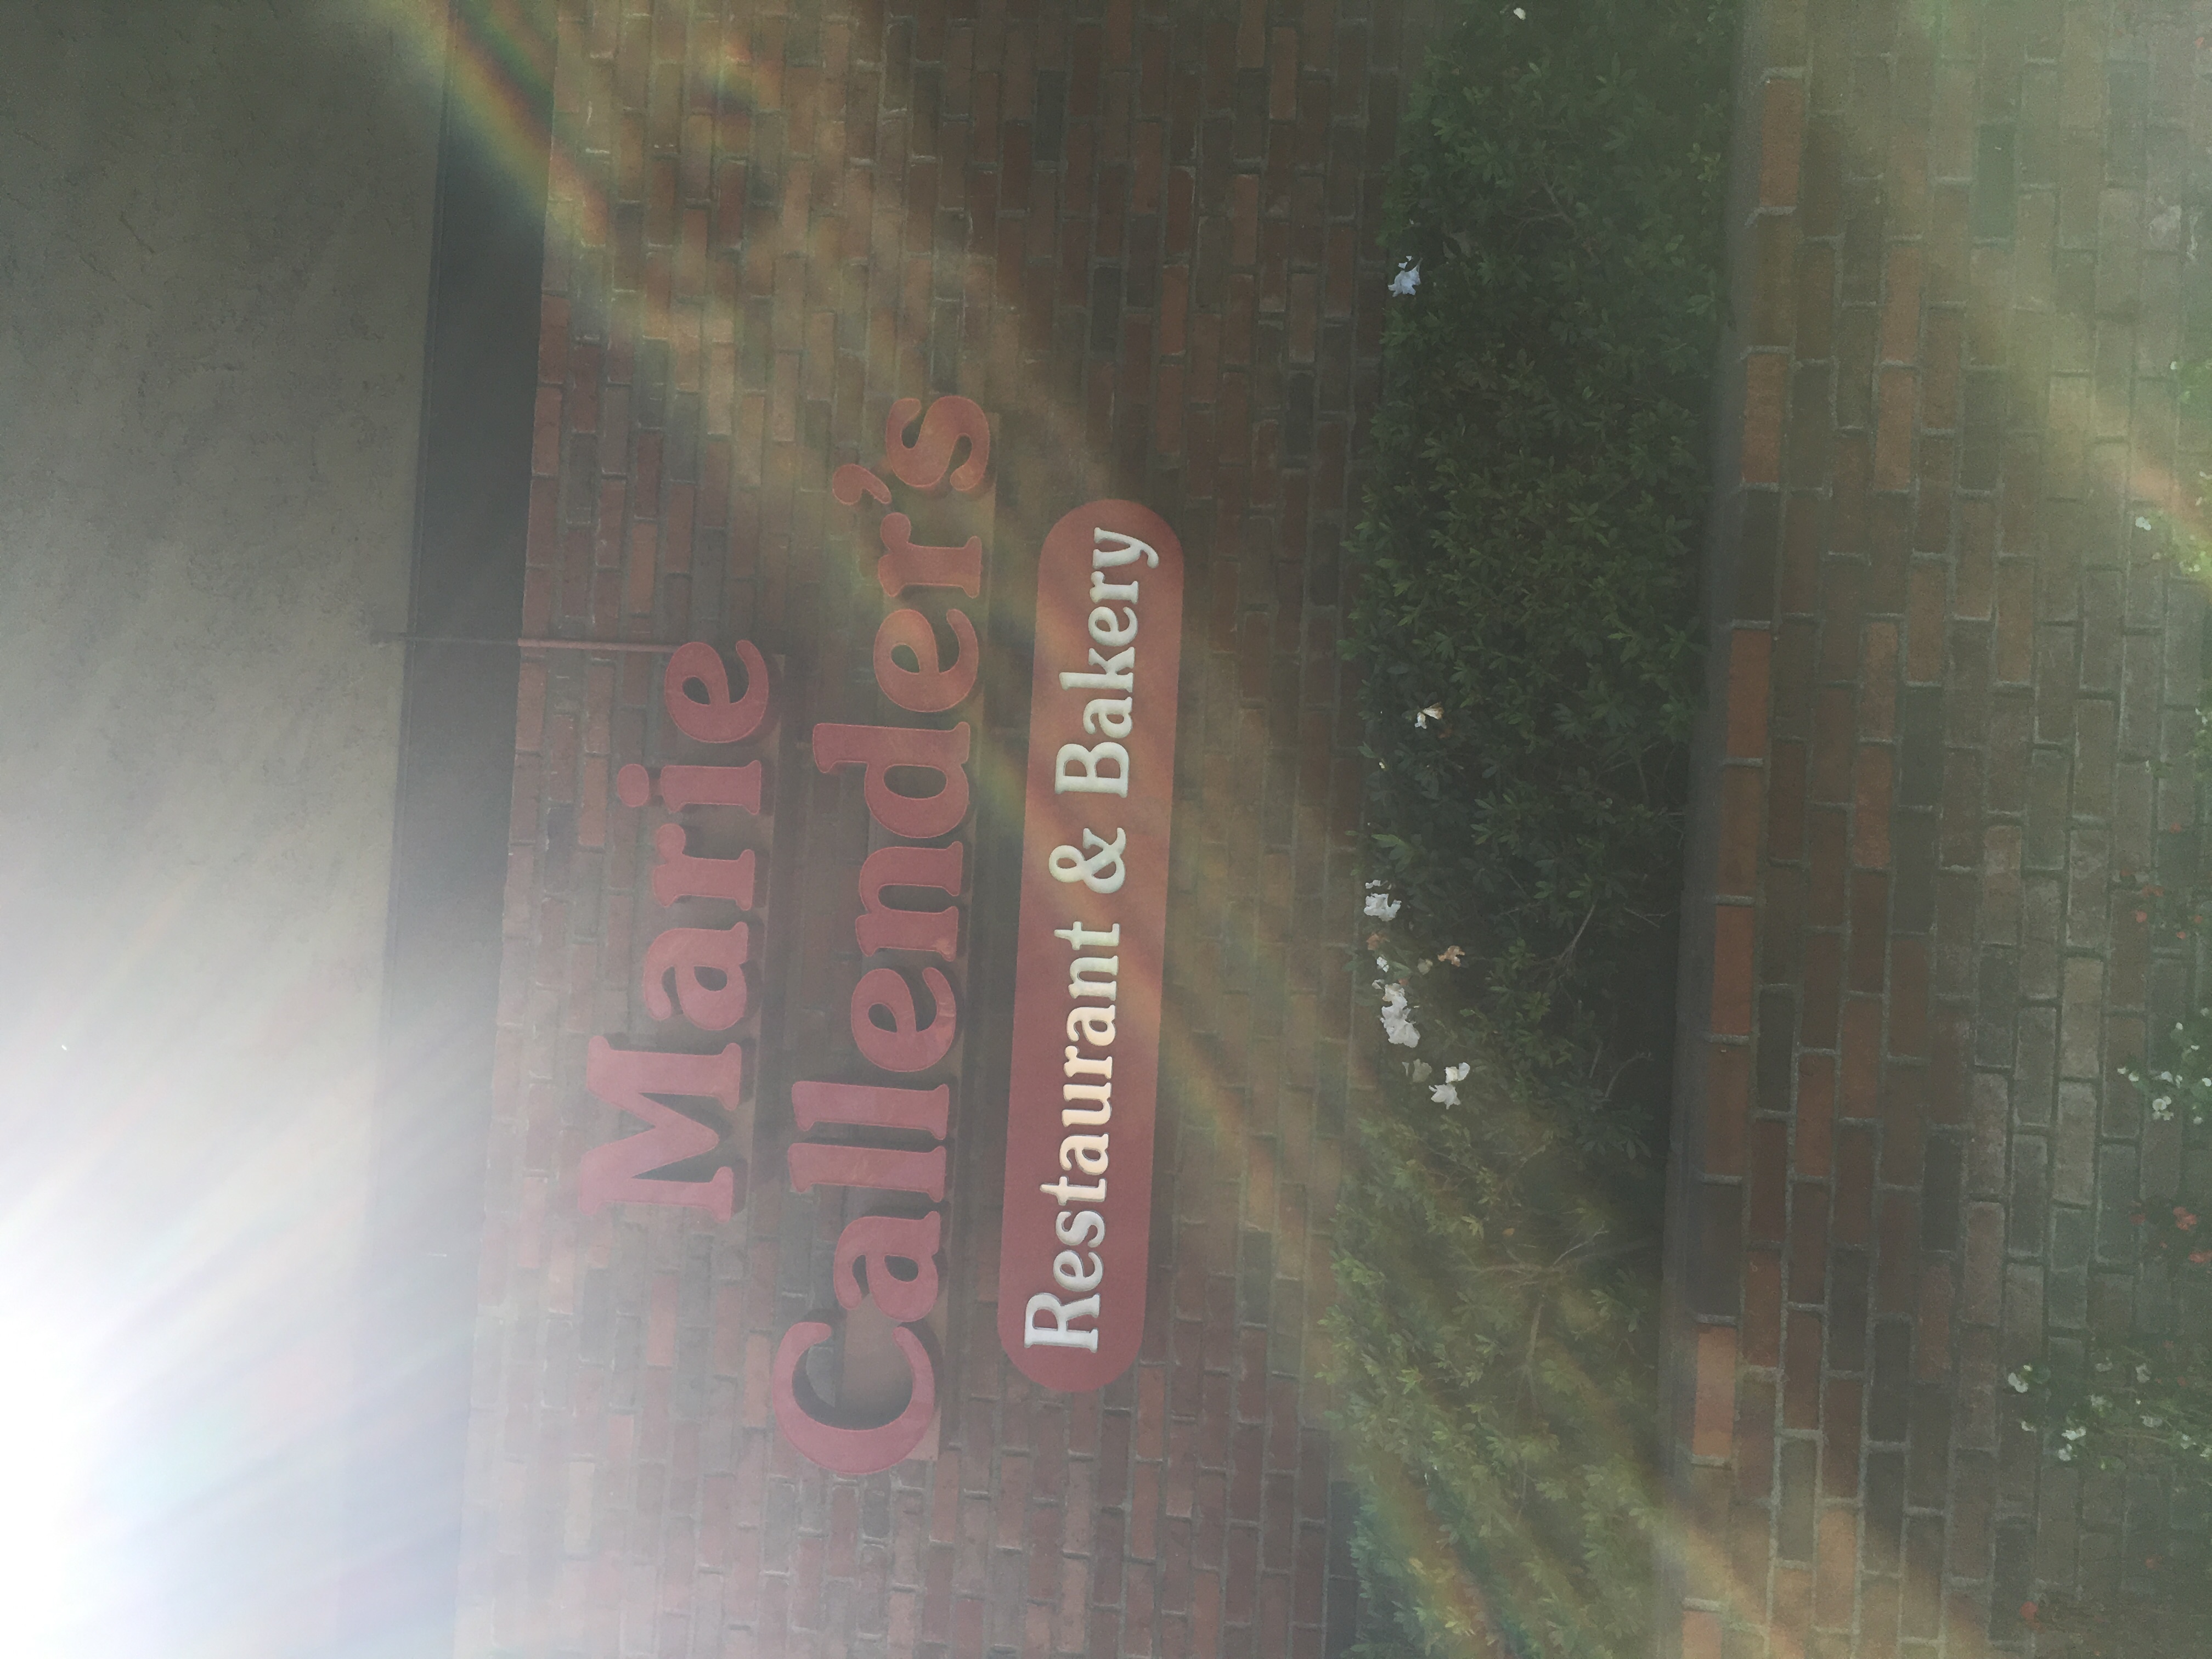 Marie
Callender's
Restaurant & Bakery